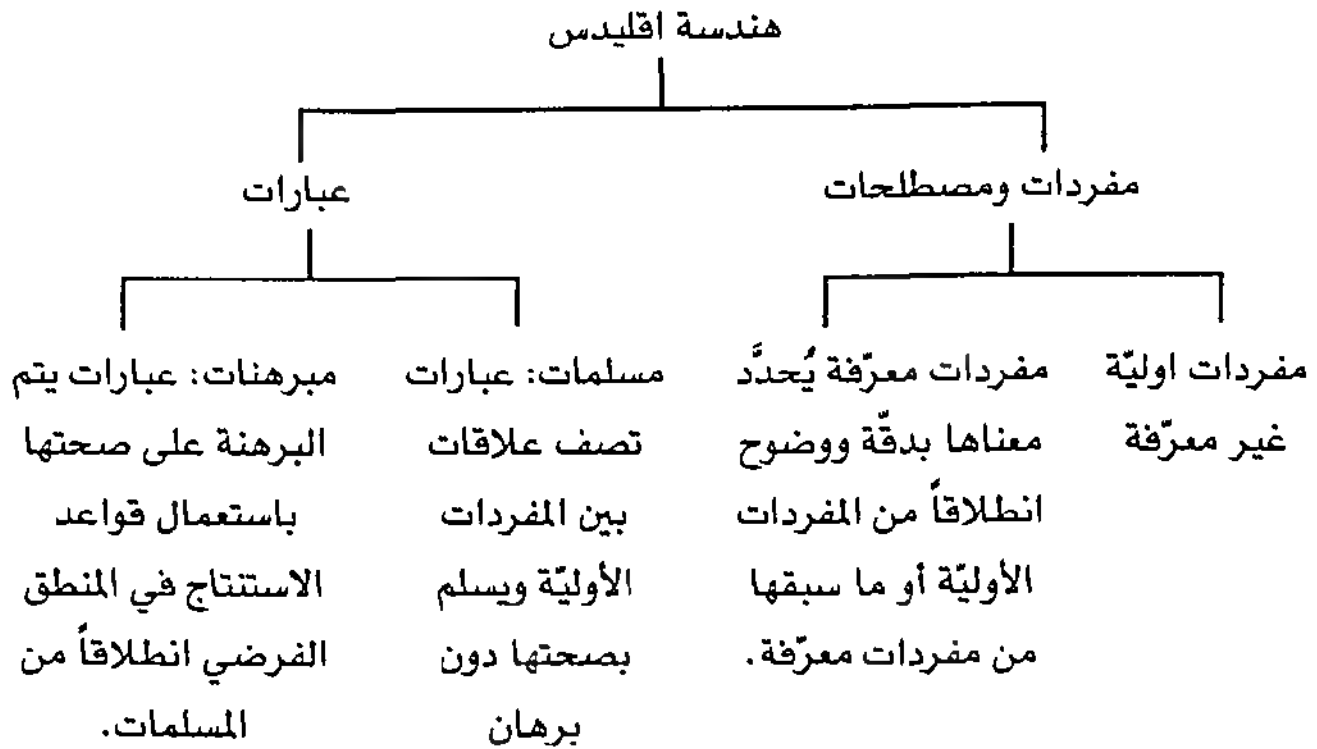 هندسة اقليدس
مفردات ومصطلحات
عبارات
مفردات اوليّة
غير معرّفة
مفردات معرّفة يُحدَّد
معناها بدقّة ووضوح
انطلاقاً من المفردات
الأوليّة أو ما سبقها
من مفردات معرّفة.
مسلمات: عبارات
تصف علاقات
بين المفردات
الأوليّة ويسلم
بصحتها دون
برهان
مبرهنات: عبارات يتم
البرهنة على صحتها
باستعمال قواعد
الاستنتاج في المنطق
الفرضي انطلاقاً من
المسلمات.